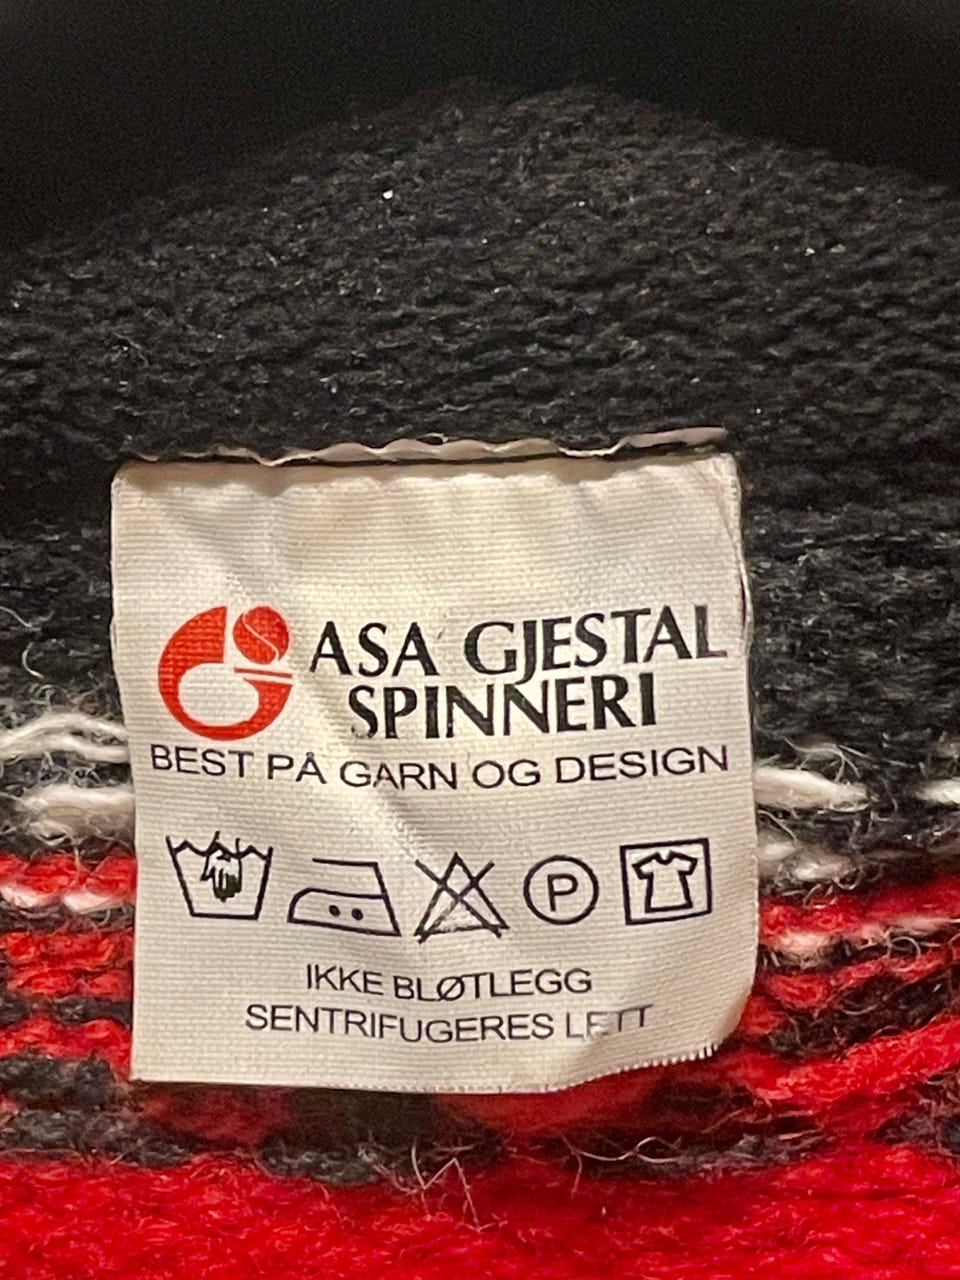 ASA GJESTAL
SPINNERI
BEST PÅ GARN OG DESIGN
P
IKKE BLØTLEGG
SENTRIFUGERES LETT